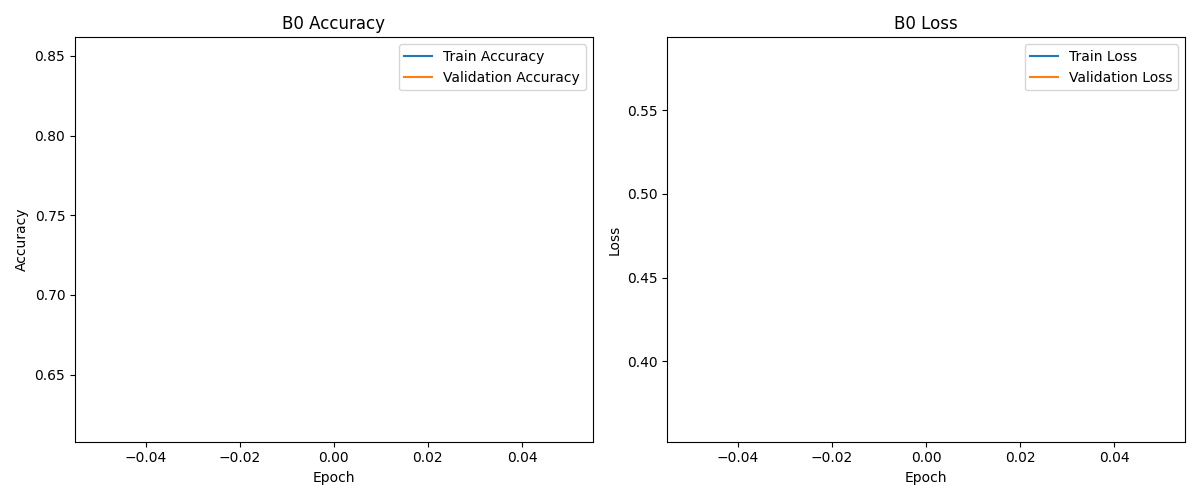 B0 Accuracy
Train Accuracy
Validation Accuracy
0.85
0.80
0.75
0.70
0.65
Accuracy
−0.04 −0.02 0.00 0.02 0.04
Epoch
B0 Loss
Train Loss
Validation Loss
0.55
0.50
0.45
0.40
Loss
−0.04 −0.02 0.00 0.02 0.04
Epoch